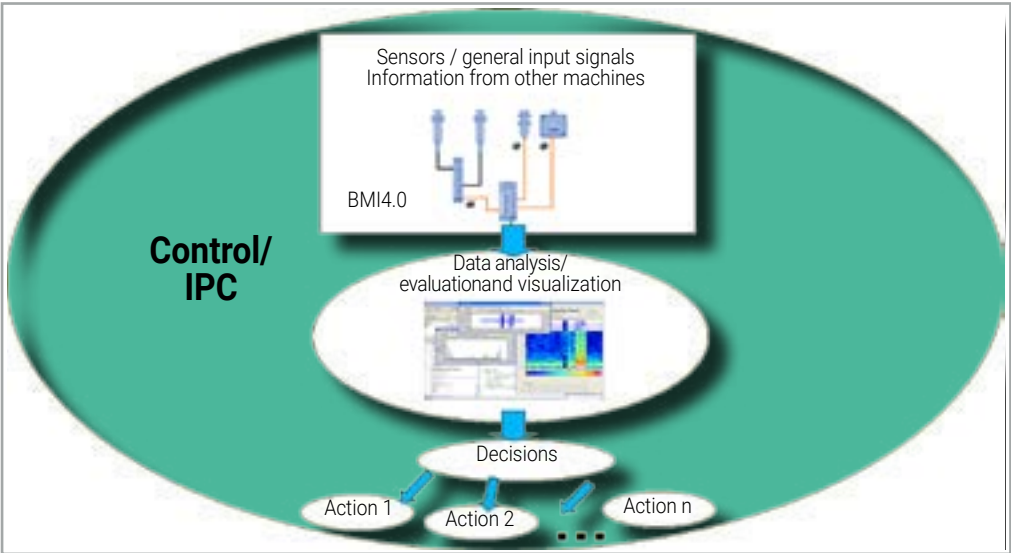 Sensors / general input signals
Information from other machines
BMI4.0
Control/
IPC
Data analysis/
evaluationand visualization
Decisions
Action 1
Action 2
Action n